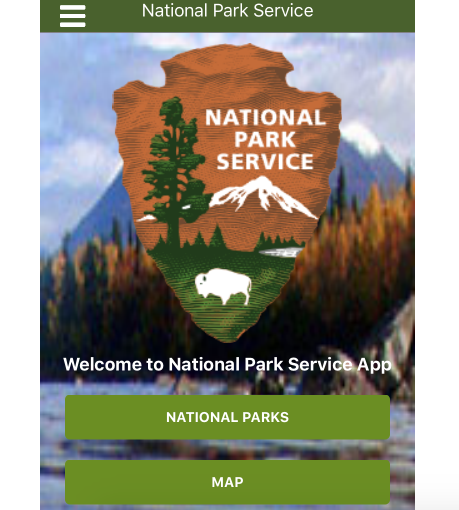 National Park Service
NATIONAL
PARK
SERVICE
Welcome to National Park Service App
NATIONAL PARKS
MAP